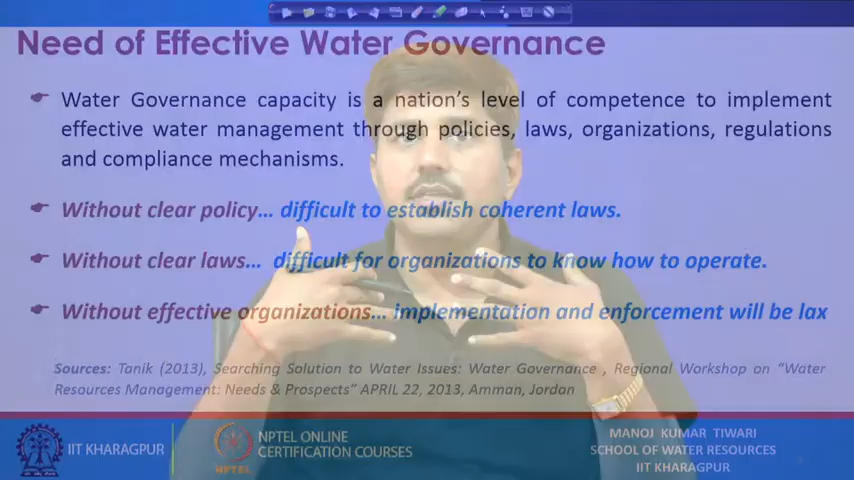 Need of Effective Water Governance
Water Governance capacity is a nation's level of competence to implement
effective water management through policies, laws, organizations, regulations
and compliance mechanisms.
Without clear policy... difficult to establish coherent laws.
Without clear laws... difficult for organizations to know how to operate.
Without effective organizations... implementation and enforcement will be lax
Sources: Tanik (2013), Searching Solution to Water Issues: Water Governance , Regional Workshop on "Water
Resources Management: Needs & Prospects" APRIL 22, 2013, Amman, Jordan
IIT KHARAGPUR
NPTEL
NPTEL ONLINE
CERTIFICATION COURSES
MANOJ KUMAR TIWARI
SCHOOL OF WATER RESOURCES
IIT KHARAGPUR